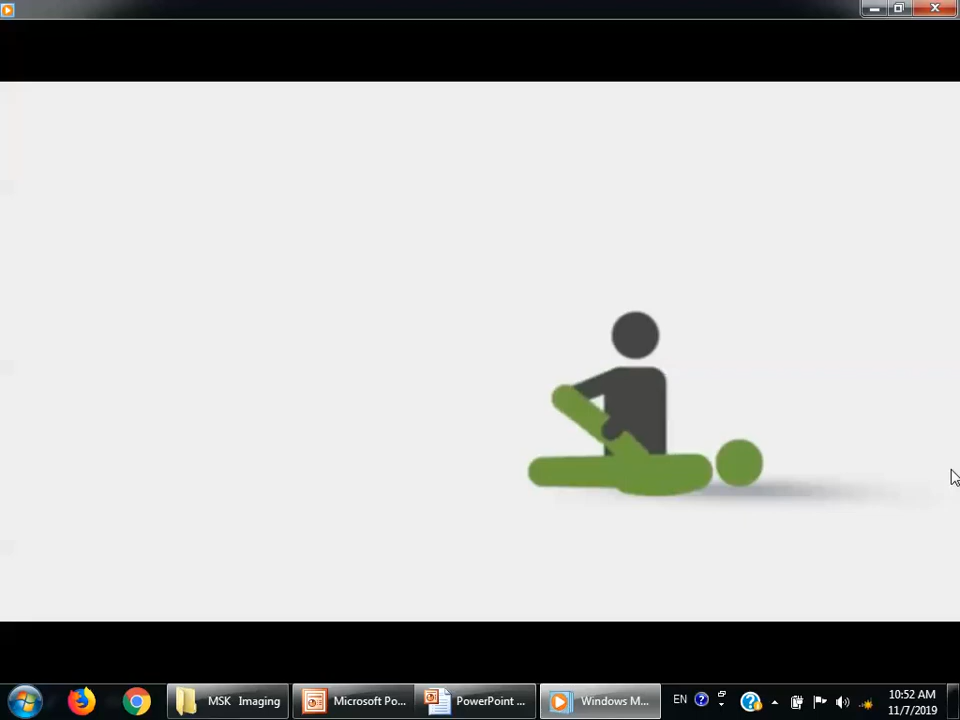 MSK Imaging
Microsoft Po...
PowerPoint ...
Windows M...
EN
10:52 AM
11/7/2019